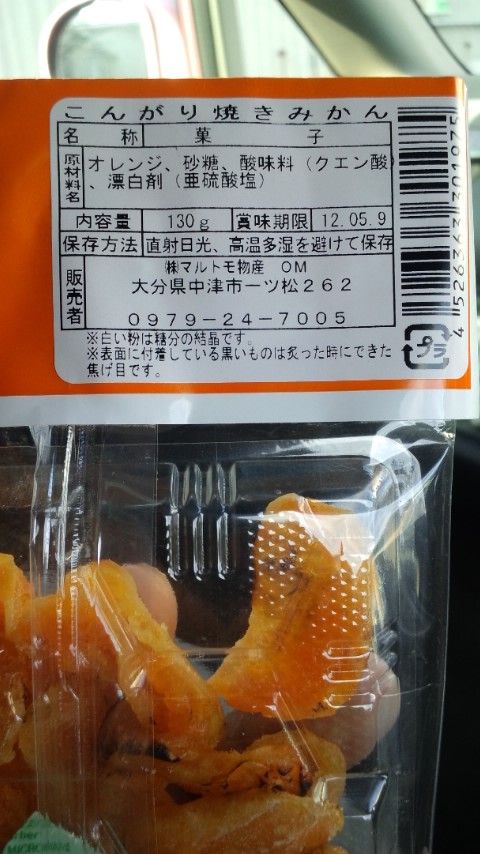 こんがり焼きみかん
名称 菓子
原材料名 オレンジ、砂糖、酸味料（クエン酸）
、漂白剤（亜硫酸塩）
内容量 130g 賞味期限 12.05.9
保存方法 直射日光、高温多湿を避けて保存
販売者 ㈱マルトモ物産 OM
大分県中津市一ツ松262
0979-24-7005
※白い粉は糖分の結晶です。
※表面に付着している黒いものは炙った時にできた
焦げ目です。
4 526363 301075
プラ